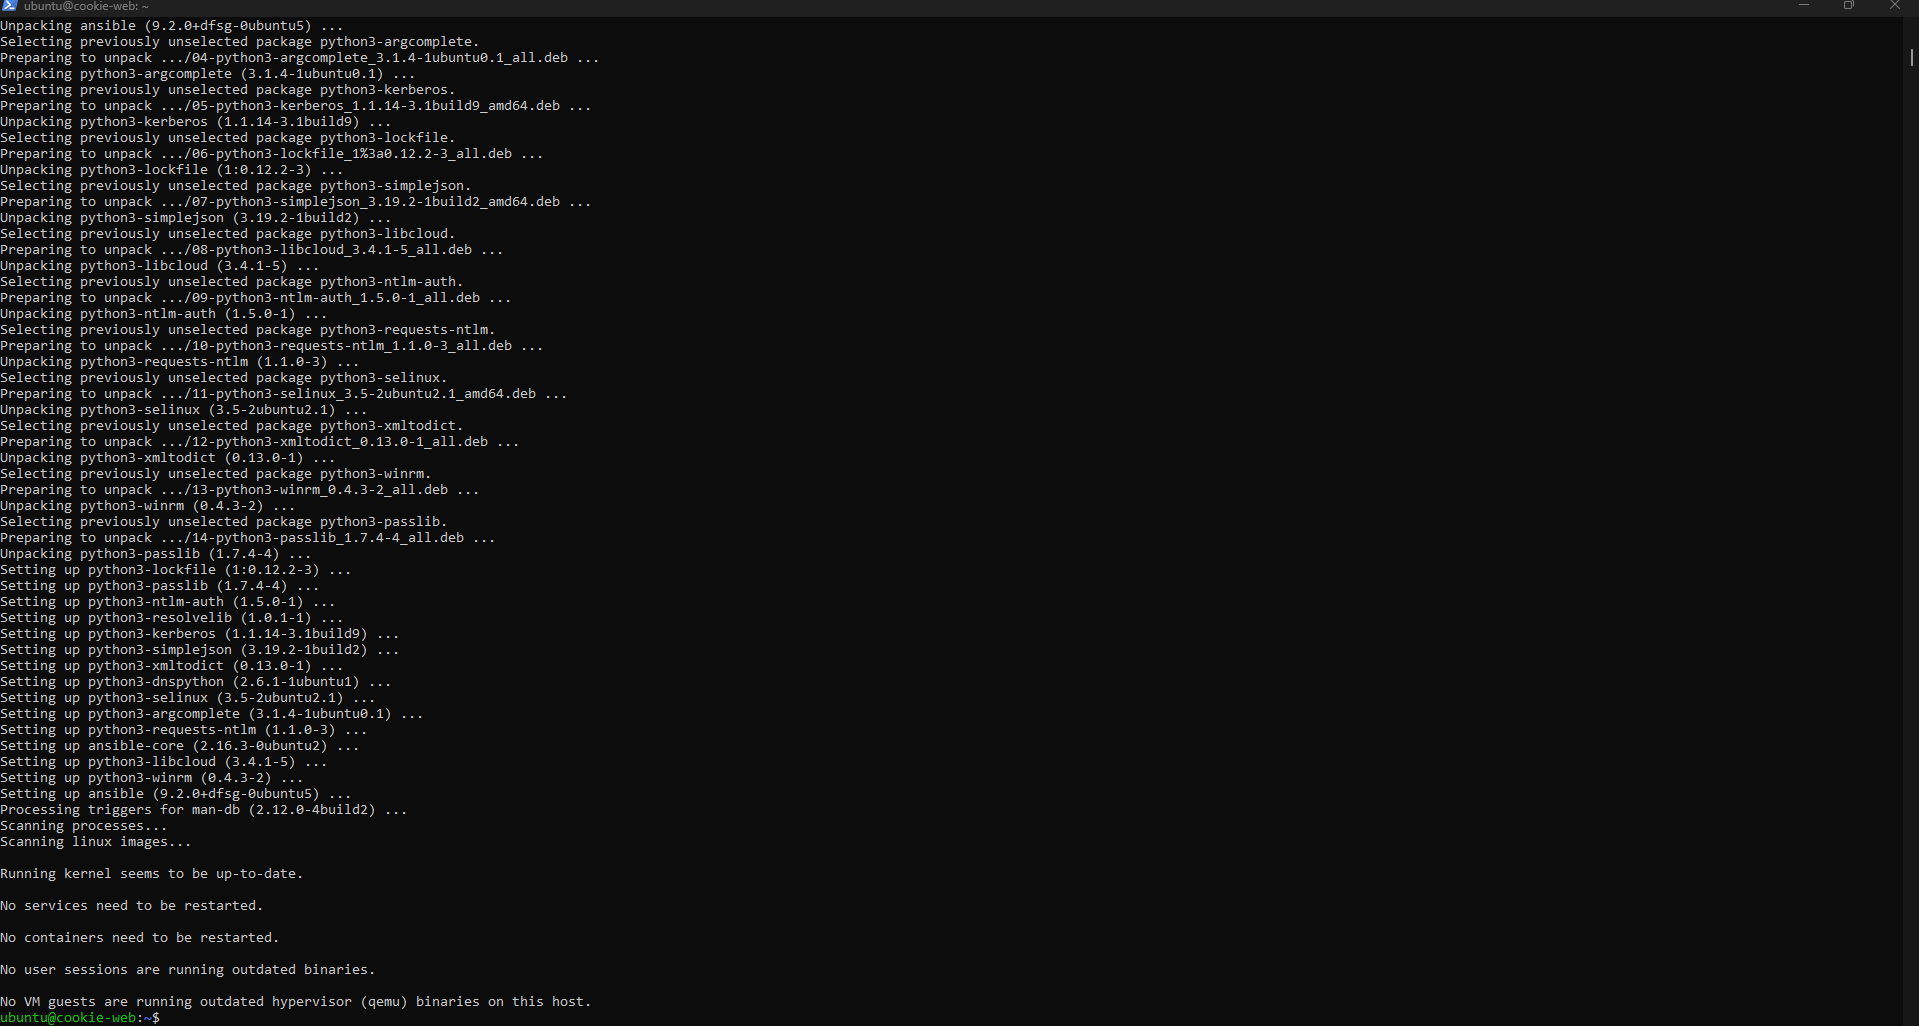 ubuntu@cookie-web: ~
Unpacking ansible (9.2.0+dfsg-0ubuntu5) ...
Selecting previously unselected package python3-argcomplete.
Preparing to unpack .../04-python3-argcomplete_3.1.4-1ubuntu0.1_all.deb ...
Unpacking python3-argcomplete (3.1.4-1ubuntu0.1) ...
Selecting previously unselected package python3-kerberos.
Preparing to unpack .../05-python3-kerberos_1.1.14-3.1build9_amd64.deb ...
Unpacking python3-kerberos (1.1.14-3.1build9) ...
Selecting previously unselected package python3-lockfile.
Preparing to unpack .../06-python3-lockfile_1%3a0.12.2-3_all.deb ...
Unpacking python3-lockfile (1:0.12.2-3) ...
Selecting previously unselected package python3-simplejson.
Preparing to unpack .../07-python3-simplejson_3.19.2-1build2_amd64.deb ...
Unpacking python3-simplejson (3.19.2-1build2) ...
Selecting previously unselected package python3-libcloud.
Preparing to unpack .../08-python3-libcloud_3.4.1-5_all.deb ...
Unpacking python3-libcloud (3.4.1-5) ...
Selecting previously unselected package python3-ntlm-auth.
Preparing to unpack .../09-python3-ntlm-auth_1.5.0-1_all.deb ...
Unpacking python3-ntlm-auth (1.5.0-1) ...
Selecting previously unselected package python3-requests-ntlm.
Preparing to unpack .../10-python3-requests-ntlm_1.1.0-3_all.deb ...
Unpacking python3-requests-ntlm (1.1.0-3) ...
Selecting previously unselected package python3-selinux.
Preparing to unpack .../11-python3-selinux_3.5-2ubuntu2.1_amd64.deb ...
Unpacking python3-selinux (3.5-2ubuntu2.1) ...
Selecting previously unselected package python3-xmltodict.
Preparing to unpack .../12-python3-xmltodict_0.13.0-1_all.deb ...
Unpacking python3-xmltodict (0.13.0-1) ...
Selecting previously unselected package python3-winrm.
Preparing to unpack .../13-python3-winrm_0.4.3-2_all.deb ...
Unpacking python3-winrm (0.4.3-2) ...
Selecting previously unselected package python3-passlib.
Preparing to unpack .../14-python3-passlib_1.7.4-4_all.deb ...
Unpacking python3-passlib (1.7.4-4) ...
Setting up python3-lockfile (1:0.12.2-3) ...
Setting up python3-passlib (1.7.4-4) ...
Setting up python3-ntlm-auth (1.5.0-1) ...
Setting up python3-resolvelib (1.0.1-1) ...
Setting up python3-kerberos (1.1.14-3.1build9) ...
Setting up python3-simplejson (3.19.2-1build2) ...
Setting up python3-xmltodict (0.13.0-1) ...
Setting up python3-dnspython (2.6.1-1ubuntu1) ...
Setting up python3-selinux (3.5-2ubuntu2.1) ...
Setting up python3-argcomplete (3.1.4-1ubuntu0.1) ...
Setting up python3-requests-ntlm (1.1.0-3) ...
Setting up ansible-core (2.16.3-0ubuntu2) ...
Setting up python3-libcloud (3.4.1-5) ...
Setting up python3-winrm (0.4.3-2) ...
Setting up ansible (9.2.0+dfsg-0ubuntu5) ...
Processing triggers for man-db (2.12.0-4build2) ...
Scanning processes...
Scanning linux images...
Running kernel seems to be up-to-date.
No services need to be restarted.
No containers need to be restarted.
No user sessions are running outdated binaries.
No VM guests are running outdated hypervisor (qemu) binaries on this host.
ubuntu@cookie-web:~$